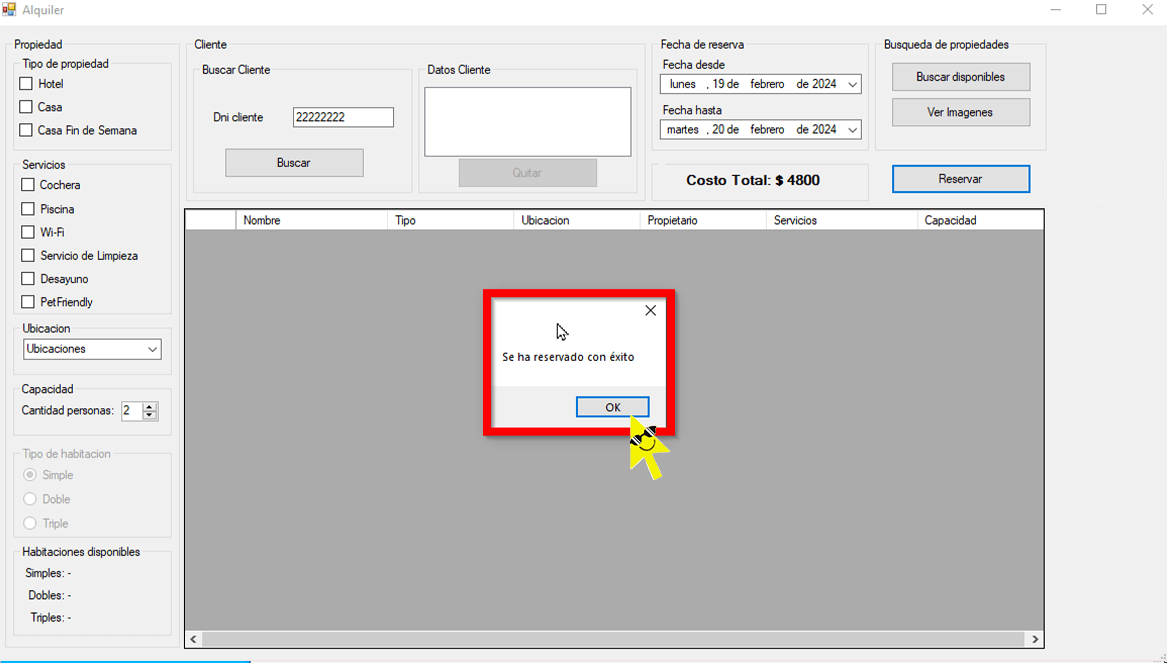 Alquiler
Propiedad
Tipo de propiedad
Hotel
Casa
Casa Fin de Semana
Servicios
Cochera
Piscina
Wi-Fi
Servicio de Limpieza
Desayuno
PetFriendly
Ubicacion
Ubicaciones
Capacidad
Cantidad personas: 2
Tipo de habitacion
Simple
Doble
Triple
Habitaciones disponibles
Simples: -
Dobles: -
Triples: -
Cliente
Buscar Cliente
Dni cliente 22222222
Buscar
Datos Cliente
Quitar
Fecha de reserva
Fecha desde
lunes , 19 de febrero de 2024
Fecha hasta
martes , 20 de febrero de 2024
Costo Total: $ 4800
Busqueda de propiedades
Buscar disponibles
Ver Imagenes
Reservar
Nombre Tipo Ubicacion Propietario Servicios Capacidad
Se ha reservado con éxito
OK